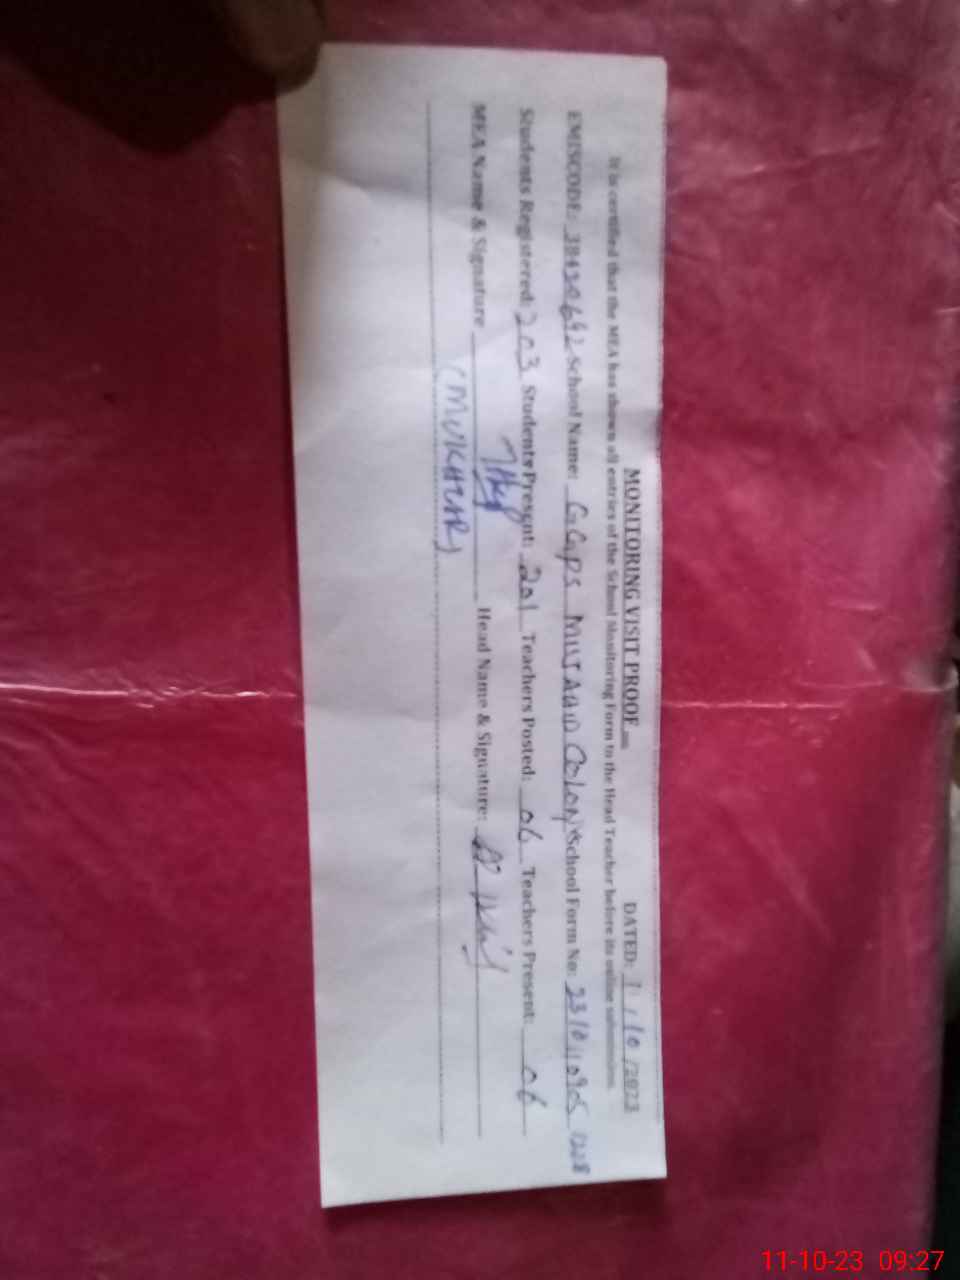 MONITORING VISIT PROOF DATED: 11/10/2023
It is certified that the MEA has shown all entries of the School Monitoring Form to the Head Teacher before its online submission.
EMISCODE: School Name: GGPS COLONY School Form No:
Students Registered: 203 Students Present: 201 Teachers Posted: 06 Teachers Present: 06
MEA Name & Signature Head Name & Signature:
(MUKHTAR)
11-10-23 09:27